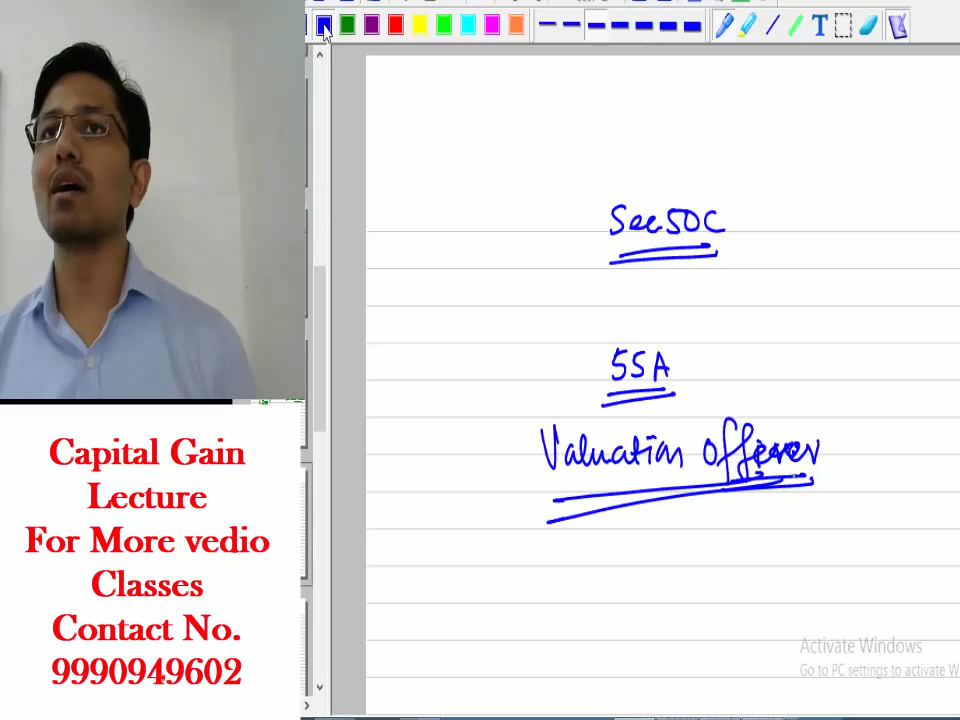 Sec 50C
55A
Valuation officer
Capital Gain
Lecture
For More vedio
Classes
Contact No.
9990949602
Activate Windows
Go to PC settings to activate W